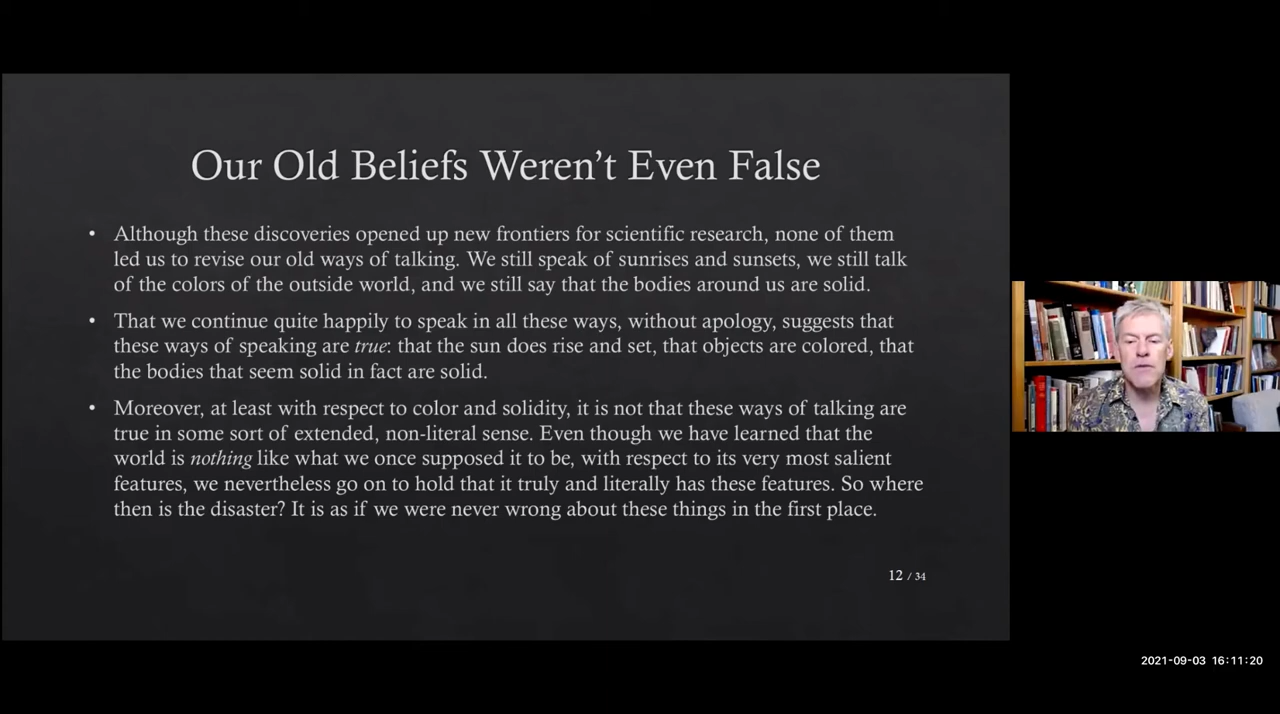 Our Old Beliefs Weren't Even False
• Although these discoveries opened up new frontiers for scientific research, none of them
led us to revise our old ways of talking. We still speak of sunrises and sunsets, we still talk
of the colors of the outside world, and we still say that the bodies around us are solid.
• That we continue quite happily to speak in all these ways, without apology, suggests that
these ways of speaking are true: that the sun does rise and set, that objects are colored, that
the bodies that seem solid in fact are solid.
• Moreover, at least with respect to color and solidity, it is not that these ways of talking are
true in some sort of extended, non-literal sense. Even though we have learned that the
world is nothing like what we once supposed it to be, with respect to its very most salient
features, we nevertheless go on to hold that it truly and literally has these features. So where
then is the disaster? It is as if we were never wrong about these things in the first place.
12 / 34
2021-09-03 16:11:20